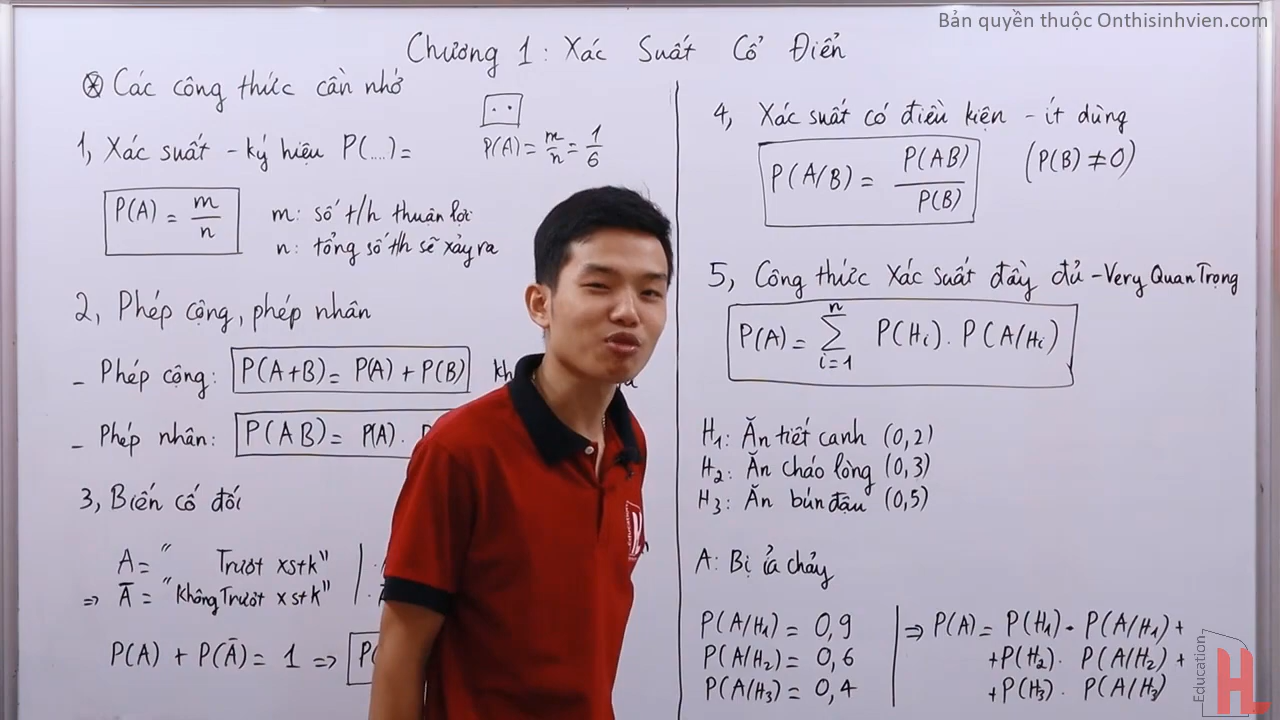 Bản quyền thuộc Onthisinhvien.com
Chương 1: Xác Suất Cổ Điển
⊛ Các công thức cần nhớ
1, Xác suất - ký hiệu P(....) =
P(A) = m/n = 1/6
P(A) = m/n
m: số t/h thuận lợi
n: tổng số t/h sẽ xảy ra
2, Phép cộng, phép nhân
- Phép cộng: P(A+B) = P(A) + P(B)
- Phép nhân: P(AB) = P(A).
3, Biến cố đối
A = " Trượt xstk"
=> Ā = "Không Trượt xstk"
P(A) + P(Ā) = 1 =>
4, Xác suất có điều kiện - ít dùng
P(A/B) = P(AB)/P(B) (P(B) ≠ 0)
5, Công thức Xác suất đầy đủ - Very Quan Trọng
P(A) = ∑ⁿᵢ₌₁ P(Hᵢ). P(A/Hᵢ)
H₁: Ăn tiết canh (0,2)
H₂: Ăn cháo lòng (0,3)
H₃: Ăn bún đậu (0,5)
A: Bị ỉa chảy
P(A/H₁) = 0,9
P(A/H₂) = 0,6
P(A/H₃) = 0,4
=> P(A) = P(H₁). P(A/H₁) +
+P(H₂). P(A/H₂) +
+P(H₃). P(A/H₃)
Education
HL